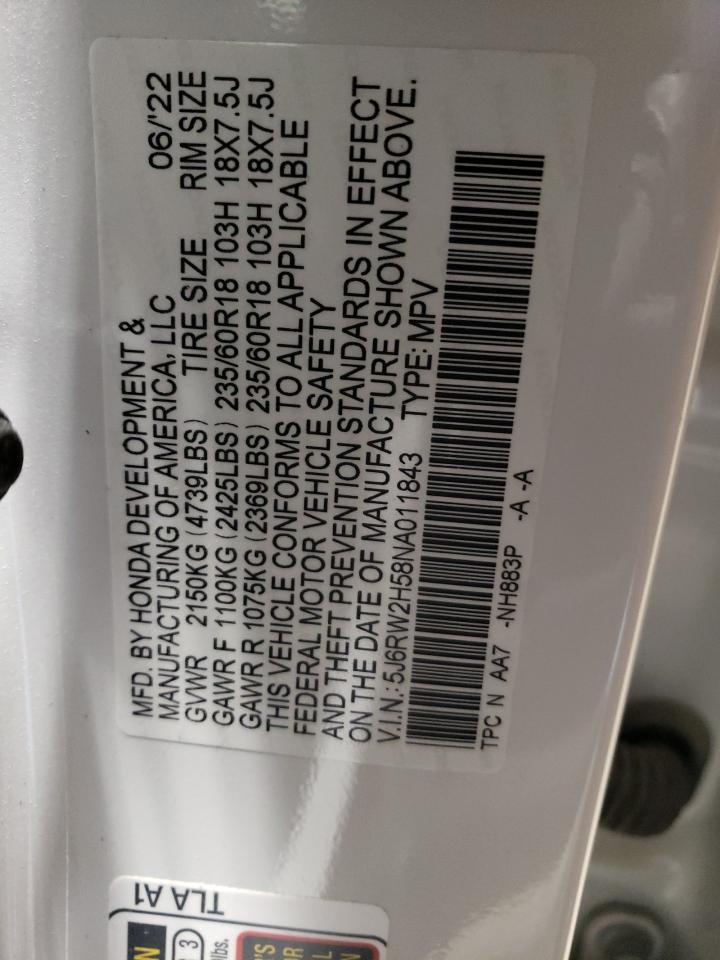 MFD. BY HONDA DEVELOPMENT &
MANUFACTURING OF AMERICA, LLC 06/'22
GVWR 2150KG (4739LBS) TIRE SIZE RIM SIZE
GAWR F 1100KG (2425LBS) 235/60R18 103H 18X7.5J
GAWR R 1075KG (2369LBS) 235/60R18 103H 18X7.5J
THIS VEHICLE CONFORMS TO ALL APPLICABLE
FEDERAL MOTOR VEHICLE SAFETY
AND THEFT PREVENTION STANDARDS IN EFFECT
ON THE DATE OF MANUFACTURE SHOWN ABOVE.
V.I.N.: 5J6RW2H58NA011843 TYPE: MPV
TPC N AA7 -NH883P -A -A
TLA A1
3
lbs.